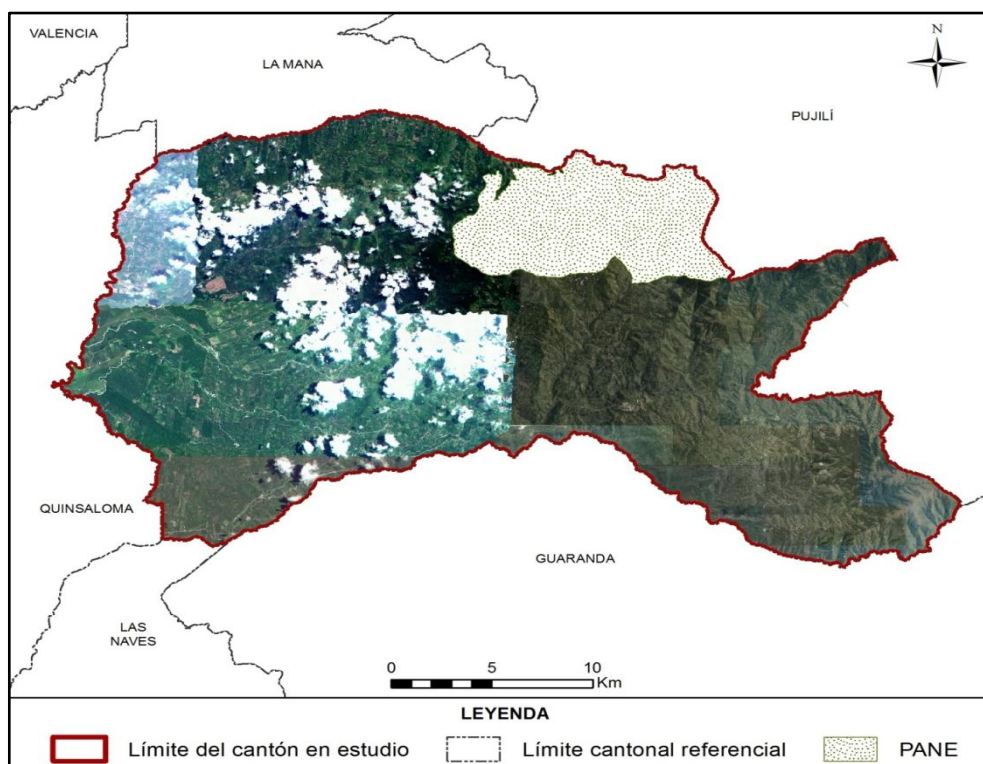 VALENCIA
LA MANA
N
PUJILÍ
QUINSALOMA
GUARANDA
LAS
NAVES
0 5 10
Km
LEYENDA
Límite del cantón en estudio Límite cantonal referencial PANE